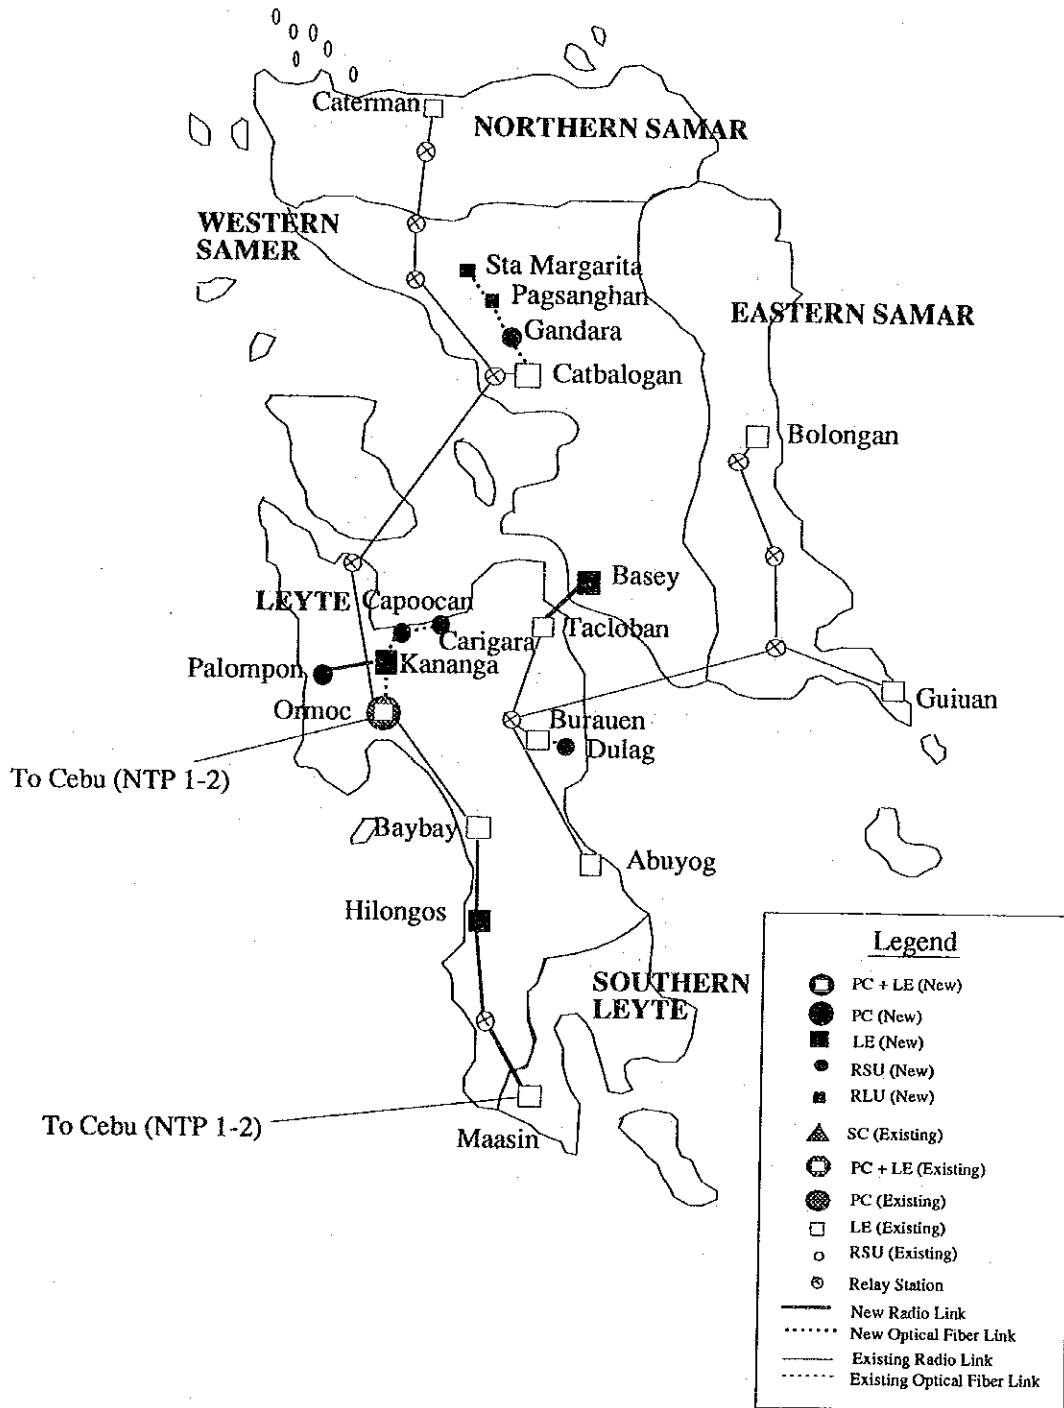 Caterman
NORTHERN SAMAR
WESTERN
SAMER
Sta Margarita
Pagsanghan
Gandara
EASTERN SAMAR
Catbalogan
Bolongan
Basey
LEYTE
Capoocan
Tacloban
Carigara
Kananga
Palompon
Guiuan
Ormoc
Burauen
Dulag
To Cebu (NTP 1-2)
Baybay
Abuyog
Hilongos
SOUTHERN
LEYTE
To Cebu (NTP 1-2)
Maasin
Legend
PC + LE (New)
PC (New)
LE (New)
RSU (New)
RLU (New)
SC (Existing)
PC + LE (Existing)
PC (Existing)
LE (Existing)
RSU (Existing)
Relay Station
New Radio Link
New Optical Fiber Link
Existing Radio Link
Existing Optical Fiber Link